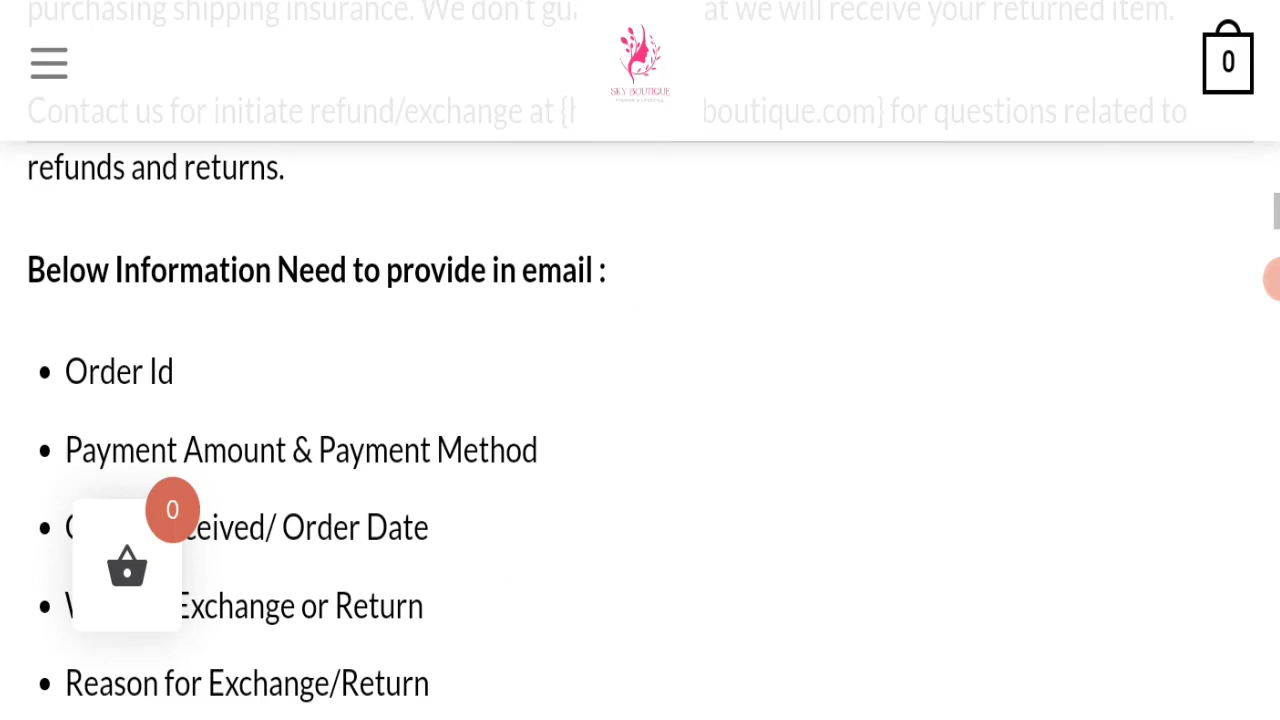 purchasing shipping insurance. We don't at we will receive your returned item.
SKY BOUTIQUE
0
Contact us for initiate refund/exchange at boutique.com} for questions related to
refunds and returns.
Below Information Need to provide in email :
• Order Id
• Payment Amount & Payment Method
0
• ceived/ Order Date
• Exchange or Return
• Reason for Exchange/Return